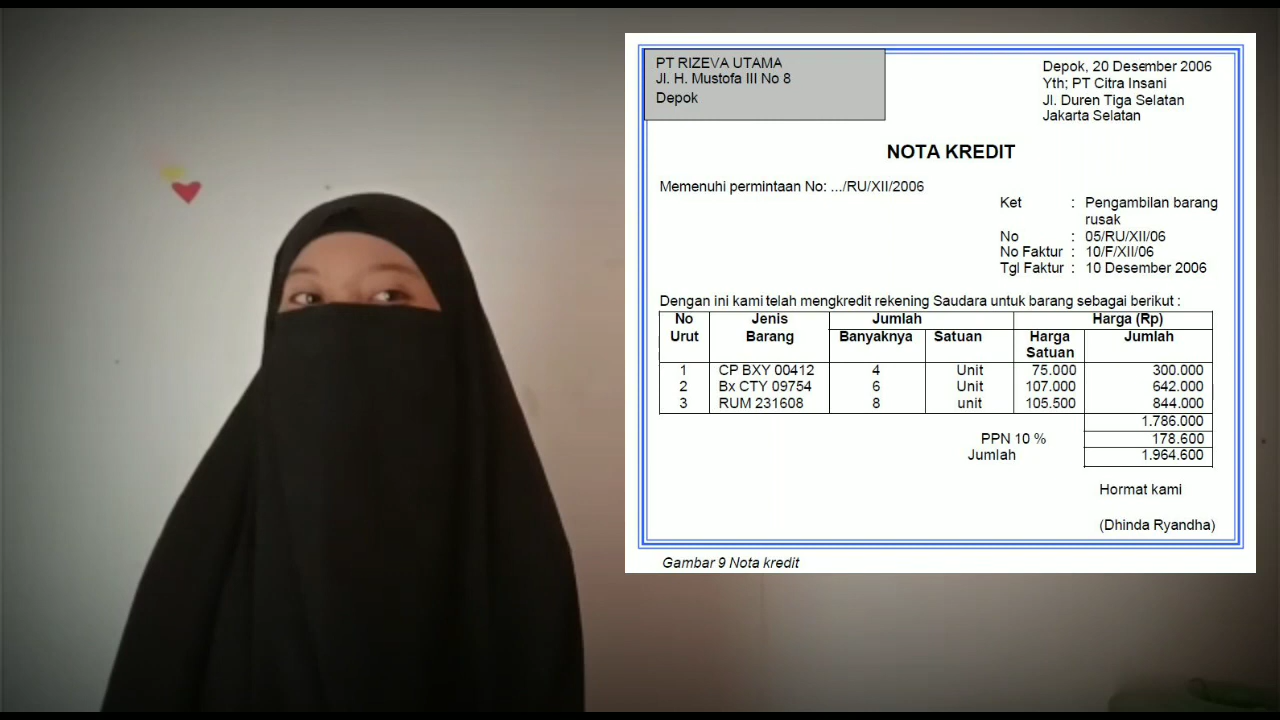 PT RIZEVA UTAMA
Jl. H. Mustofa III No 8
Depok
Depok, 20 Desember 2006
Yth; PT Citra Insani
Jl. Duren Tiga Selatan
Jakarta Selatan
NOTA KREDIT
Memenuhi permintaan No: .../RU/XII/2006
Ket : Pengambilan barang
rusak
No : 05/RU/XII/06
No Faktur : 10/F/XII/06
Tgl Faktur : 10 Desember 2006
Dengan ini kami telah mengkredit rekening Saudara untuk barang sebagai berikut :
No Jenis Jumlah Harga (Rp)
Urut Barang Banyaknya Satuan Harga Jumlah
Satuan
1 CP BXY 00412 4 Unit 75.000 300.000
2 Bx CTY 09754 6 Unit 107.000 642.000
3 RUM 231608 8 unit 105.500 844.000
1.786.000
PPN 10 % 178.600
Jumlah 1.964.600
Hormat kami
(Dhinda Ryandha)
Gambar 9 Nota kredit